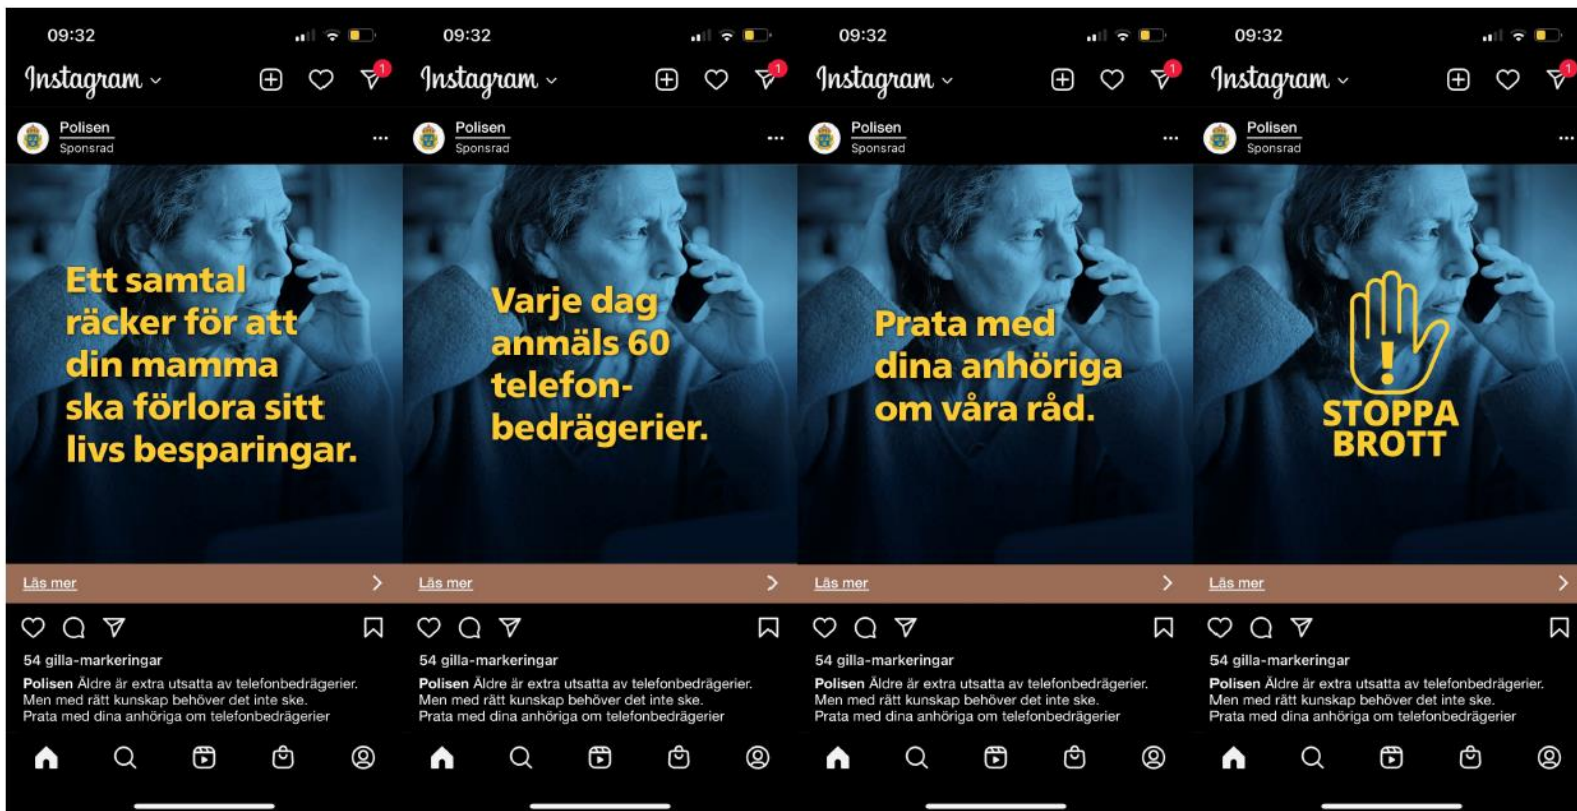 09:32
Instagram
1
Polisen
Sponsrad
Ett samtal
räcker för att
din mamma
ska förlora sitt
livs besparingar.
Läs mer
54 gilla-markeringar
Polisen Äldre är extra utsatta av telefonbedrägerier.
Men med rätt kunskap behöver det inte ske.
Prata med dina anhöriga om telefonbedrägerier
09:32
Instagram
1
Polisen
Sponsrad
Varje dag
anmäls 60
telefon-
bedrägerier.
Läs mer
54 gilla-markeringar
Polisen Äldre är extra utsatta av telefonbedrägerier.
Men med rätt kunskap behöver det inte ske.
Prata med dina anhöriga om telefonbedrägerier
09:32
Instagram
1
Polisen
Sponsrad
Prata med
dina anhöriga
om våra råd.
Läs mer
54 gilla-markeringar
Polisen Äldre är extra utsatta av telefonbedrägerier.
Men med rätt kunskap behöver det inte ske.
Prata med dina anhöriga om telefonbedrägerier
09:32
Instagram
1
Polisen
Sponsrad
!
STOPPA
BROTT
Läs mer
54 gilla-markeringar
Polisen Äldre är extra utsatta av telefonbedrägerier.
Men med rätt kunskap behöver det inte ske.
Prata med dina anhöriga om telefonbedrägerier